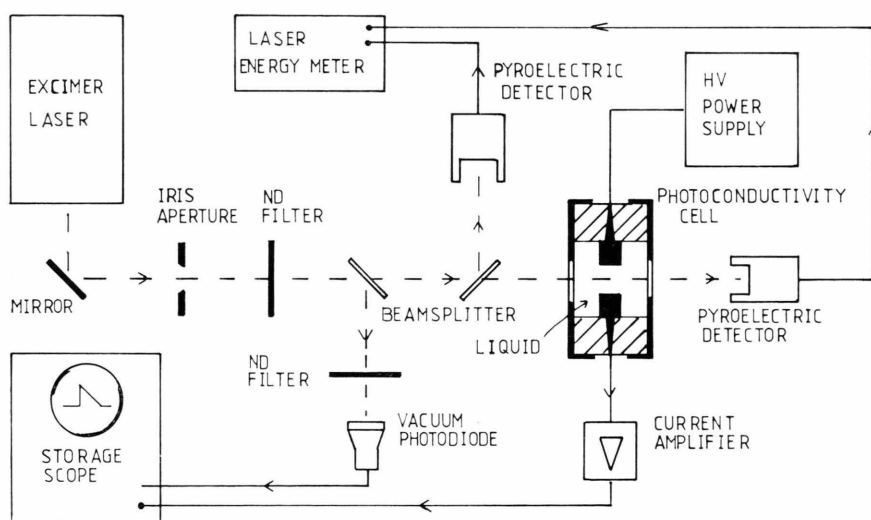 EXCIMER
LASER
LASER
ENERGY METER
PYROELECTRIC
DETECTOR
HV
POWER
SUPPLY
IRIS
APERTURE
ND
FILTER
PHOTOCONDUCTIVITY
CELL
MIRROR
BEAMSPLITTER
LIQUID
PYROELECTRIC
DETECTOR
ND
FILTER
VACUUM
PHOTODIODE
STORAGE
SCOPE
CURRENT
AMPLIFIER